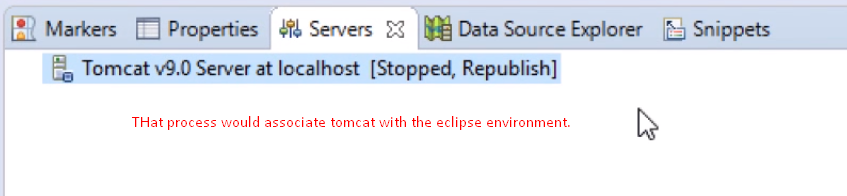 Markers Properties Servers Data Source Explorer Snippets
Tomcat v9.0 Server at localhost [Stopped, Republish]
THat process would associate tomcat with the eclipse environment.